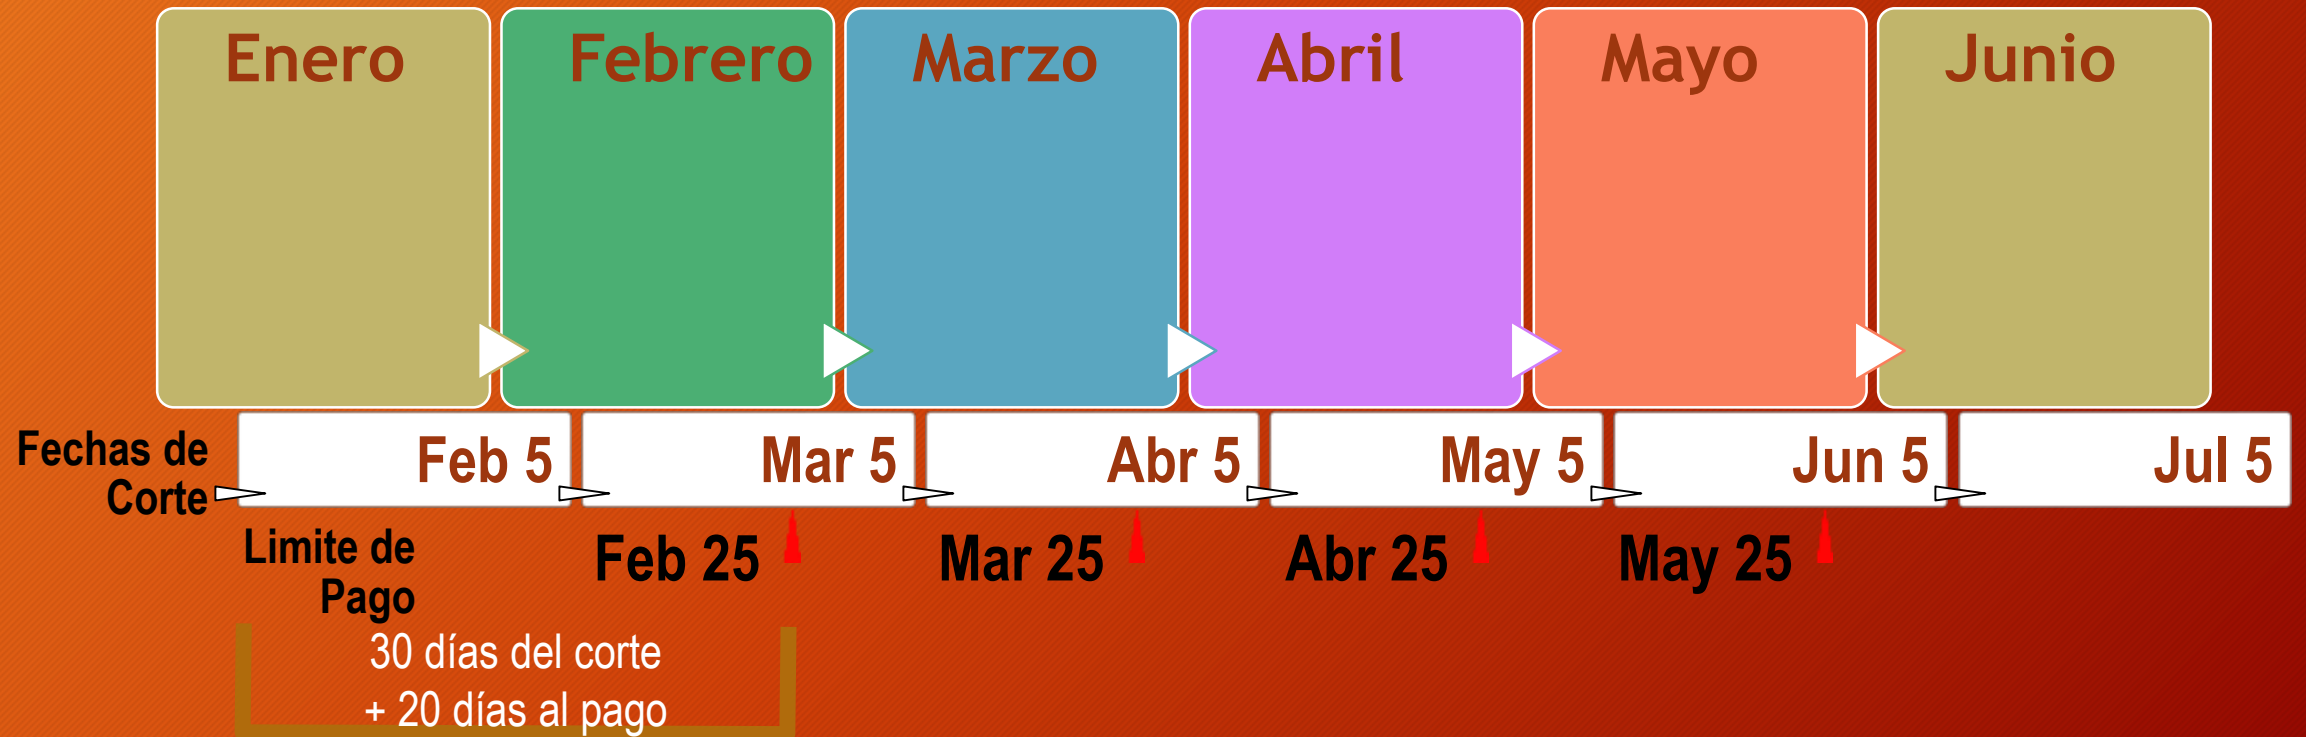 Enero
Febrero
Marzo
Abril
Mayo
Junio
Fechas de
Corte
Feb 5
Mar 5
Abr 5
May 5
Jun 5
Jul 5
Limite de
Pago
Feb 25
Mar 25
Abr 25
May 25
30 días del corte
+ 20 días al pago